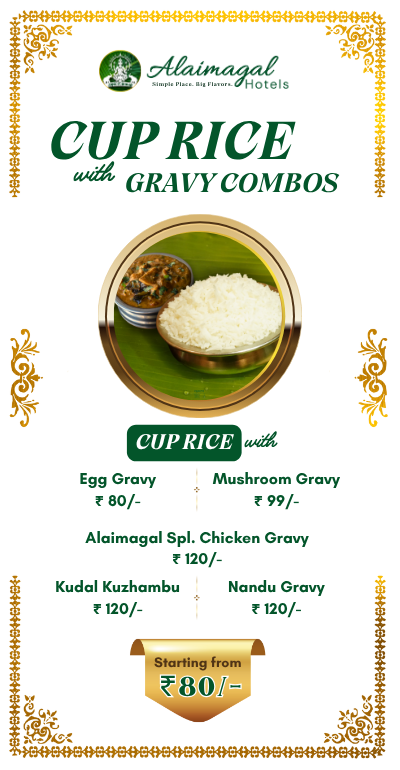 Alaimagal
Hotels
Simple Place. Big Flavors.
CUP RICE
with GRAVY COMBOS
CUP RICE with
Egg Gravy
₹ 80/-
Mushroom Gravy
₹ 99/-
Alaimagal Spl. Chicken Gravy
₹ 120/-
Kudal Kuzhambu
₹ 120/-
Nandu Gravy
₹ 120/-
Starting from
₹80/-